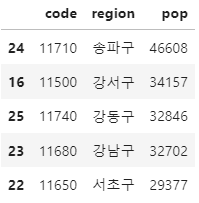 code region pop
24 11710 송파구 46608
16 11500 강서구 34157
25 11740 강동구 32846
23 11680 강남구 32702
22 11650 서초구 29377